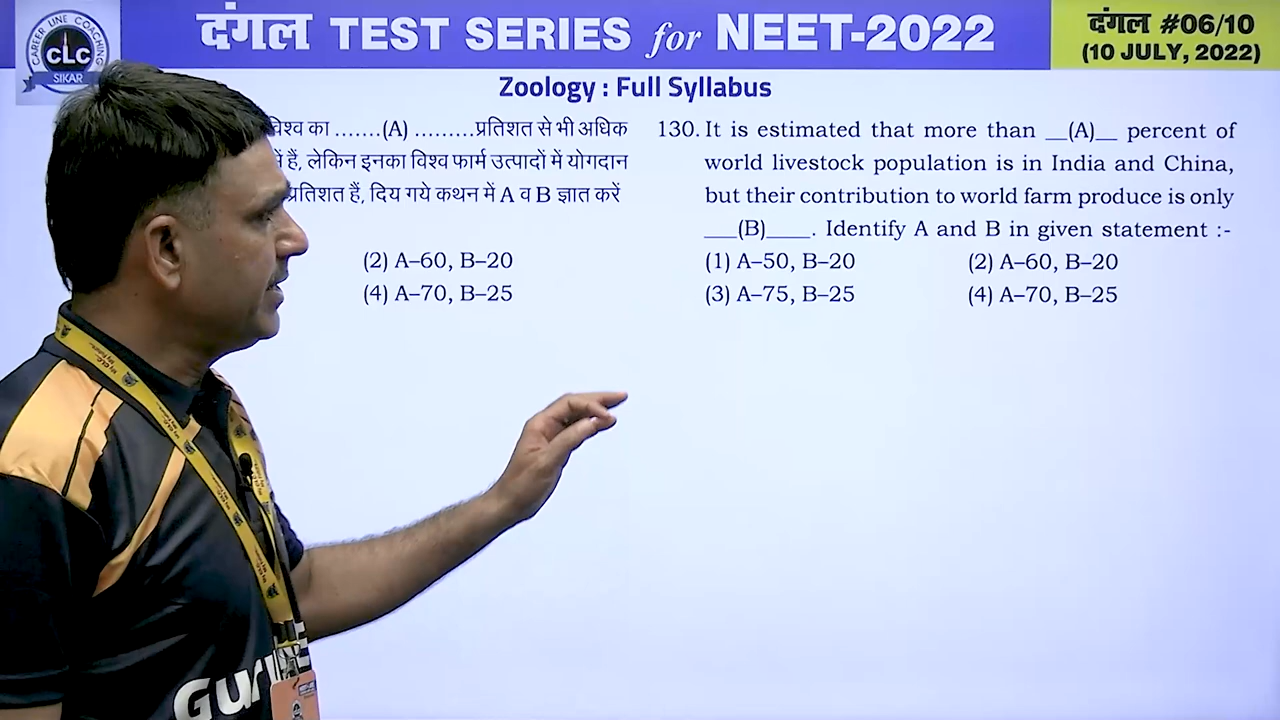 CAREER LINE COACHING
CLC
SIKAR
दंगल TEST SERIES for NEET-2022
दंगल #06/10
(10 JULY, 2022)
Zoology : Full Syllabus
विश्व का .......(A) .........प्रतिशत से भी अधिक
में हैं, लेकिन इनका विश्व फार्म उत्पादों में योगदान
प्रतिशत हैं, दिय गये कथन में A व B ज्ञात करें
(2) A–60, B–20
(4) A–70, B–25
130. It is estimated that more than __(A)__ percent of
world livestock population is in India and China,
but their contribution to world farm produce is only
___(B)____. Identify A and B in given statement :-
(1) A–50, B–20 (2) A–60, B–20
(3) A–75, B–25 (4) A–70, B–25